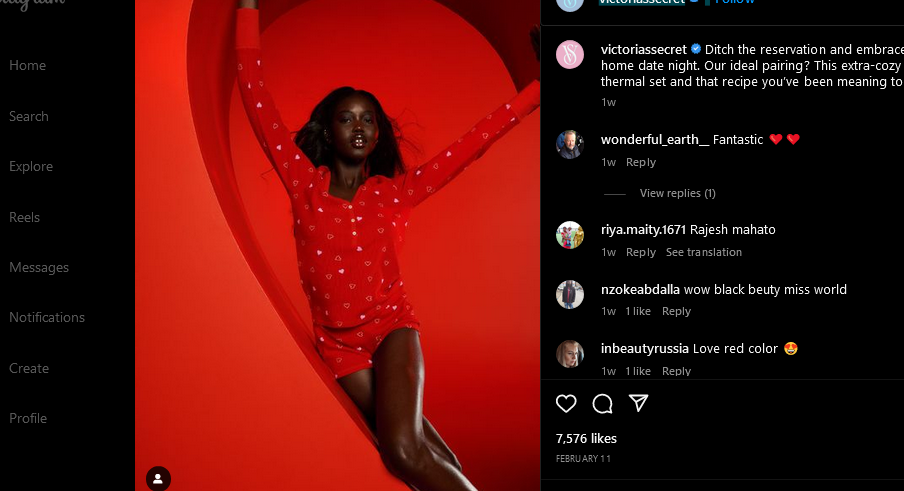 victoriassecret
Follow
Home
Search
Explore
Reels
Messages
Notifications
Create
Profile
victoriassecret Ditch the reservation and embrace
home date night. Our ideal pairing? This extra-cozy
thermal set and that recipe you've been meaning to
1w
wonderful_earth__ Fantastic ❤️❤️
1w Reply
View replies (1)
riya.maity.1671 Rajesh mahato
1w Reply See translation
nzokeabdalla wow black beuty miss world
1w 1 like Reply
inbeautyrussia Love red color 😍
1w 1 like Reply
7,576 likes
FEBRUARY 11